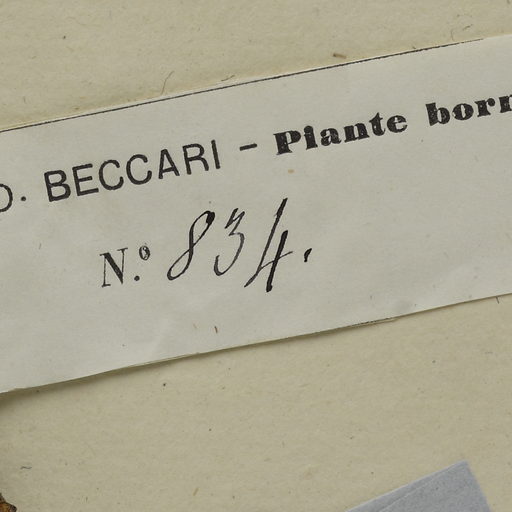 O. BECCARI - Piante born
N.º 834.